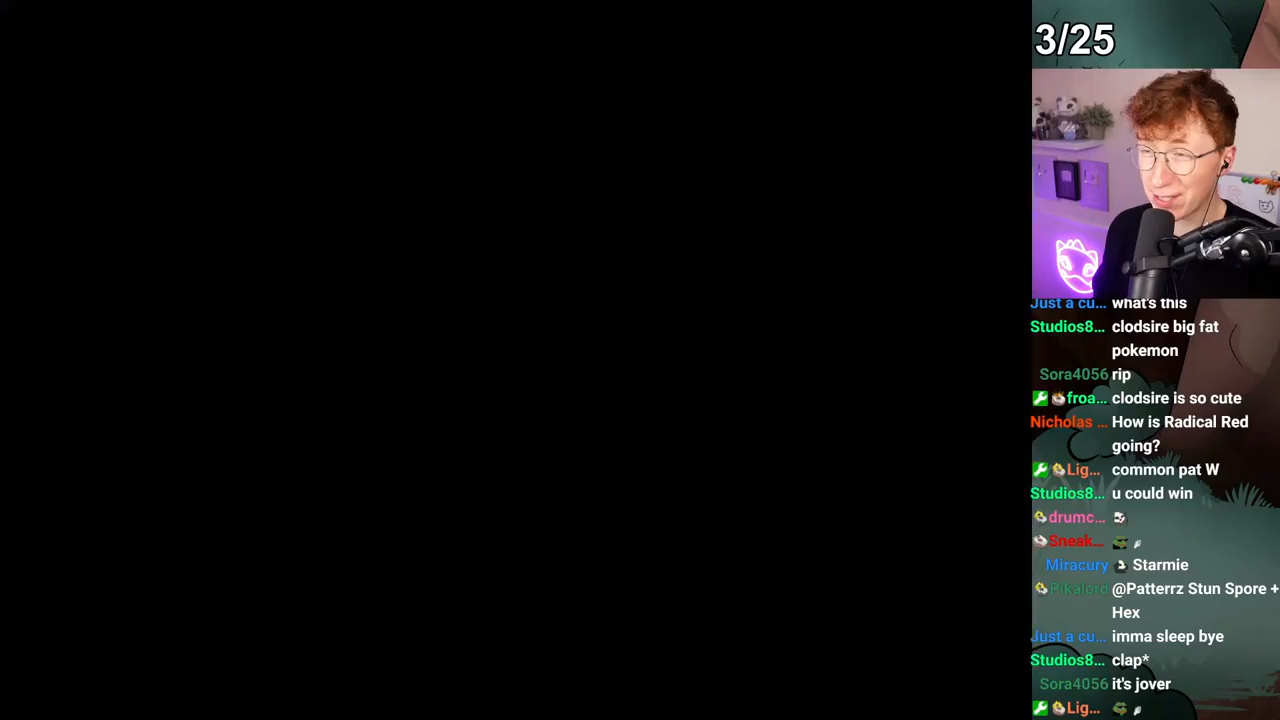 3/25
Just a cu... what's this
Studios8... clodsire big fat
pokemon
Sora4056 rip
froa... clodsire is so cute
Nicholas ... How is Radical Red
going?
Lig... common pat W
Studios8... u could win
drumc...
Sneak...
Miracury Starmie
Pikalord @Patterrz Stun Spore +
Hex
Just a cu... imma sleep bye
Studios8... clap*
Sora4056 it's jover
Lig...